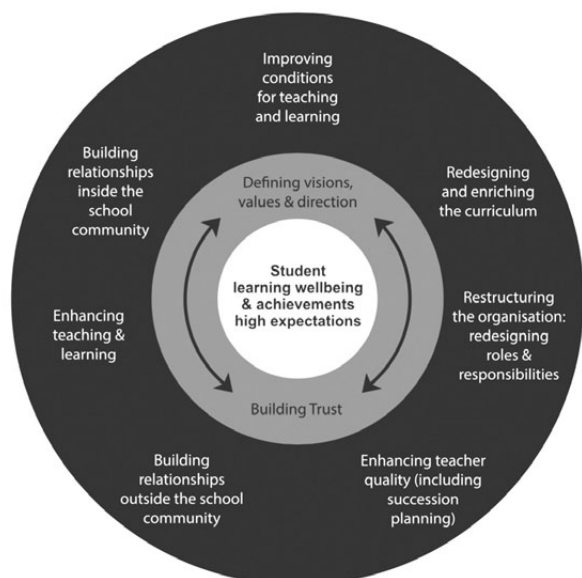 Improving
conditions
for teaching
and learning
Building
relationships
inside the
school
community
Defining visions,
values & direction
Redesigning
and enriching
the curriculum
Student
learning wellbeing
& achievements
high expectations
Enhancing
teaching &
learning
Restructuring
the organisation:
redesigning
roles &
responsibilities
Building Trust
Building
relationships
outside the school
community
Enhancing teacher
quality (including
succession
planning)